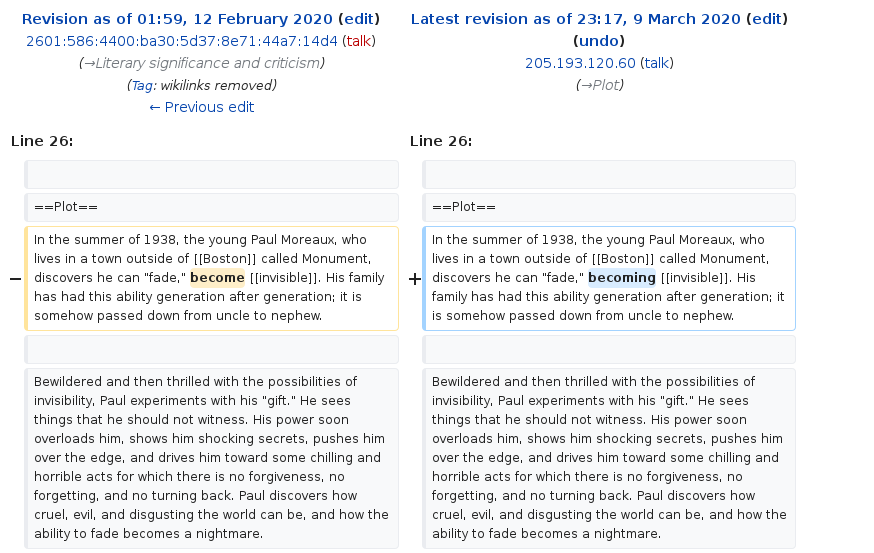 Revision as of 01:59, 12 February 2020 (edit)
2601:586:4400:ba30:5d37:8e71:44a7:14d4 (talk)
(→Literary significance and criticism)
(Tag: wikilinks removed)
← Previous edit
Latest revision as of 23:17, 9 March 2020 (edit)
(undo)
205.193.120.60 (talk)
(→Plot)
Line 26:
Line 26:
==Plot==
==Plot==
− In the summer of 1938, the young Paul Moreaux, who
lives in a town outside of [[Boston]] called Monument,
discovers he can "fade," become [[invisible]]. His family
has had this ability generation after generation; it is
somehow passed down from uncle to nephew.
+ In the summer of 1938, the young Paul Moreaux, who
lives in a town outside of [[Boston]] called Monument,
discovers he can "fade," becoming [[invisible]]. His
family has had this ability generation after generation; it
is somehow passed down from uncle to nephew.
Bewildered and then thrilled with the possibilities of
invisibility, Paul experiments with his "gift." He sees
things that he should not witness. His power soon
overloads him, shows him shocking secrets, pushes him
over the edge, and drives him toward some chilling and
horrible acts for which there is no forgiveness, no
forgetting, and no turning back. Paul discovers how
cruel, evil, and disgusting the world can be, and how the
ability to fade becomes a nightmare.
Bewildered and then thrilled with the possibilities of
invisibility, Paul experiments with his "gift." He sees
things that he should not witness. His power soon
overloads him, shows him shocking secrets, pushes him
over the edge, and drives him toward some chilling and
horrible acts for which there is no forgiveness, no
forgetting, and no turning back. Paul discovers how
cruel, evil, and disgusting the world can be, and how the
ability to fade becomes a nightmare.